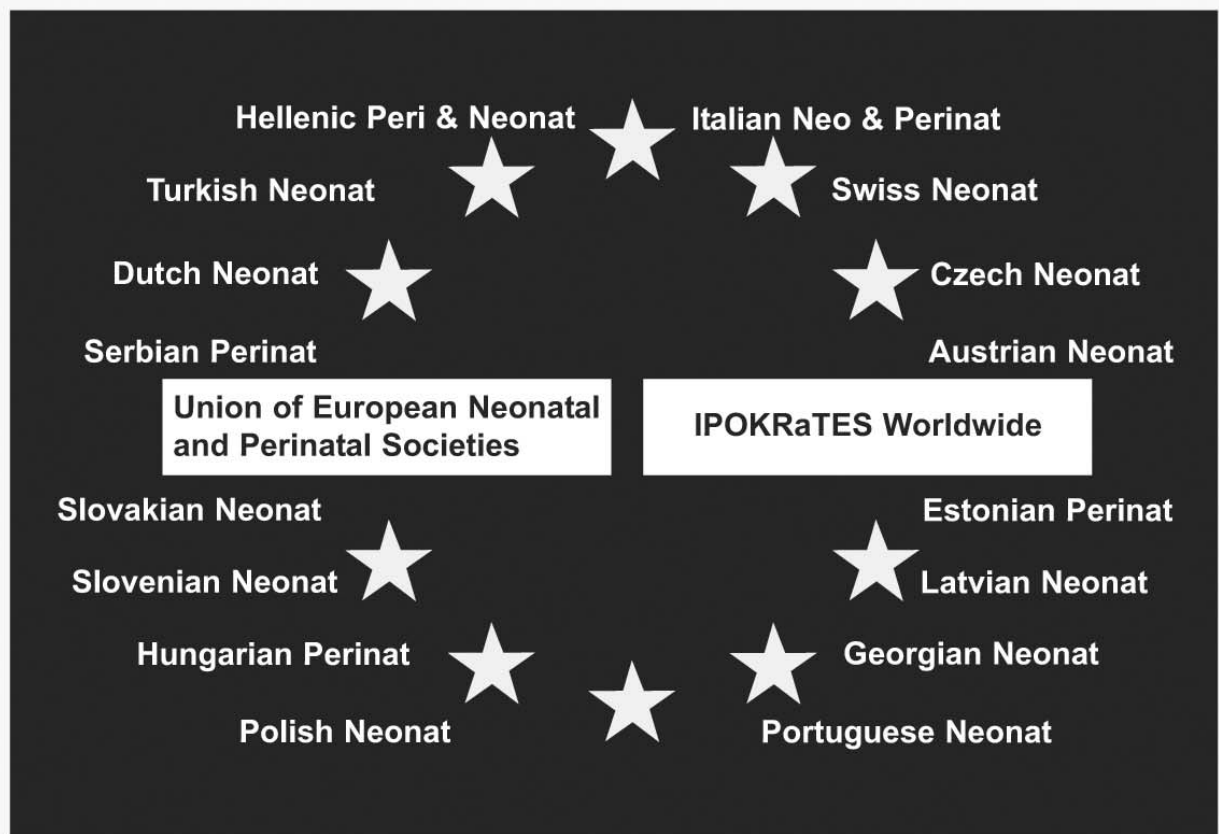 Hellenic Peri & Neonat
Italian Neo & Perinat
Turkish Neonat
Swiss Neonat
Dutch Neonat
Czech Neonat
Serbian Perinat
Austrian Neonat
Union of European Neonatal
and Perinatal Societies
IPOKRaTES Worldwide
Slovakian Neonat
Estonian Perinat
Slovenian Neonat
Latvian Neonat
Hungarian Perinat
Georgian Neonat
Polish Neonat
Portuguese Neonat